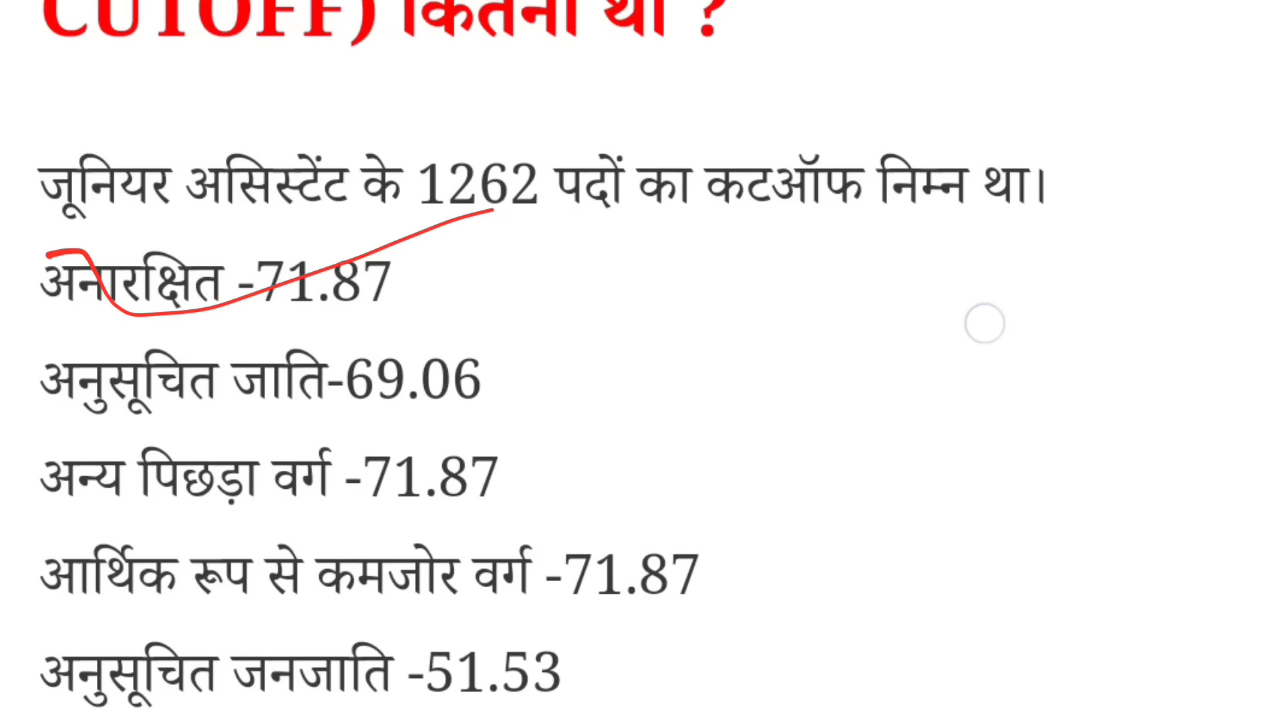 CUTOFF) कितना था ?
जूनियर असिस्टेंट के 1262 पदों का कटऑफ निम्न था।
अनारक्षित -71.87
अनुसूचित जाति-69.06
अन्य पिछड़ा वर्ग -71.87
आर्थिक रूप से कमजोर वर्ग -71.87
अनुसूचित जनजाति -51.53